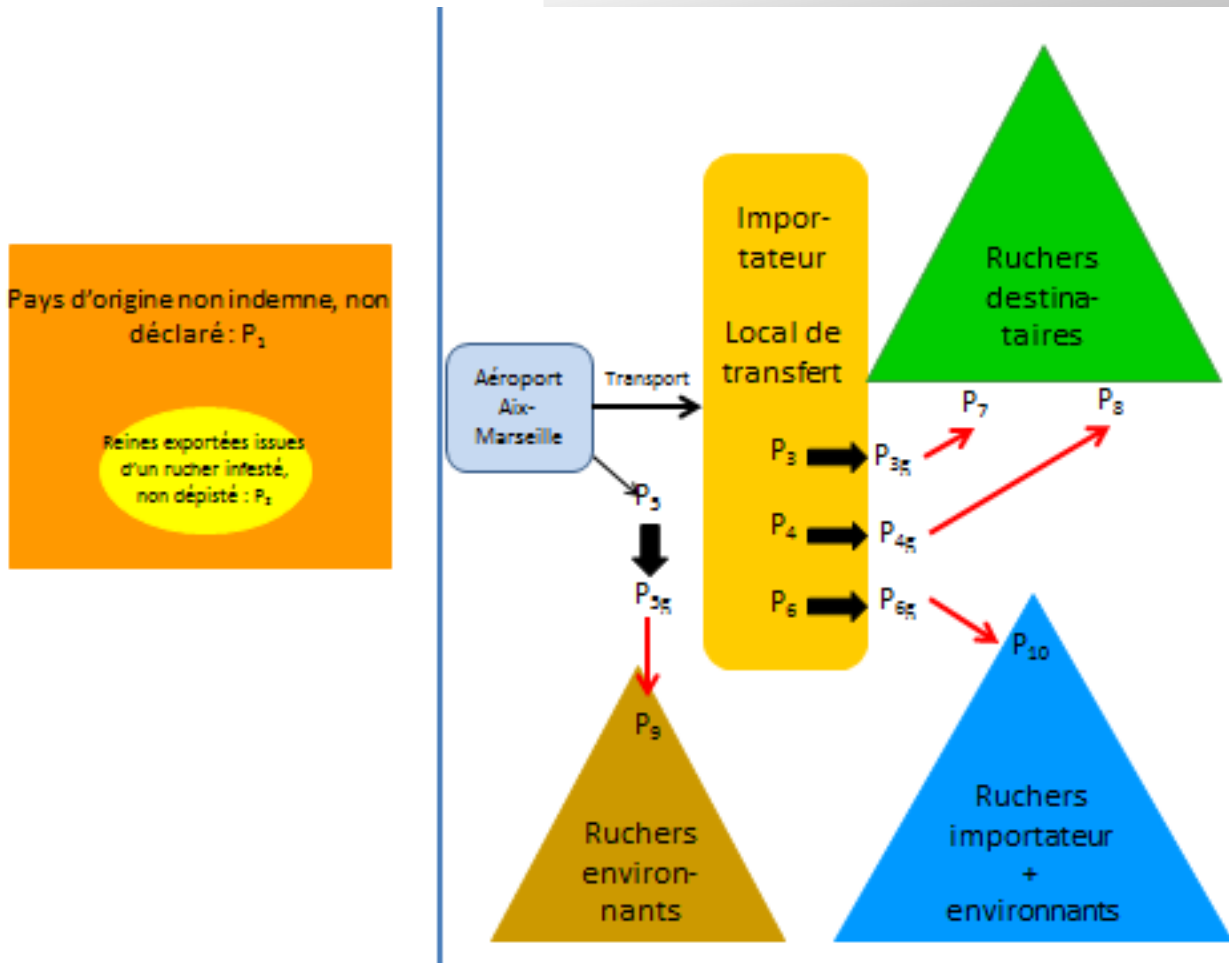 Pays d'origine non indemne, non
déclaré : P₁
Reines exportées issues
d'un rucher infesté,
non dépisté : P₂
Aéroport
Aix-
Marseille
Transport
Impor-
tateur
Local de
transfert
P₃
P₃g
P₄
P₄g
P₆
P₆g
P₅
P₅g
P₇
P₈
Ruchers
destina-
taires
P₉
Ruchers
environ-
nants
P₁₀
Ruchers
importateur
+
environnants